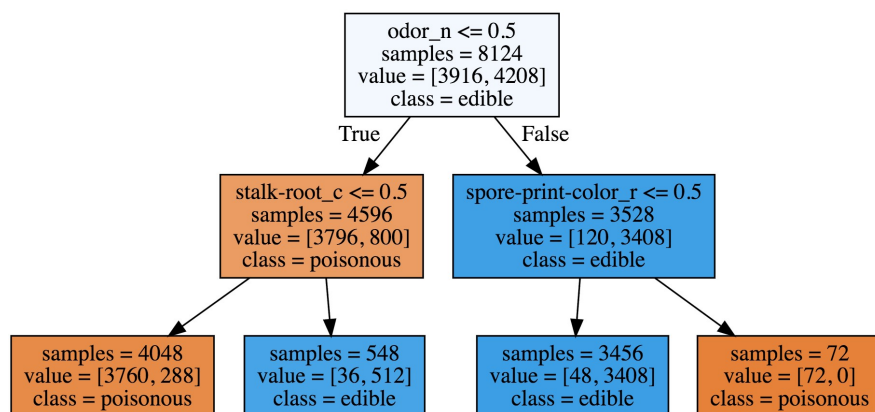 odor_n <= 0.5
samples = 8124
value = [3916, 4208]
class = edible
True
False
stalk-root_c <= 0.5
samples = 4596
value = [3796, 800]
class = poisonous
spore-print-color_r <= 0.5
samples = 3528
value = [120, 3408]
class = edible
samples = 4048
value = [3760, 288]
class = poisonous
samples = 548
value = [36, 512]
class = edible
samples = 3456
value = [48, 3408]
class = edible
samples = 72
value = [72, 0]
class = poisonous